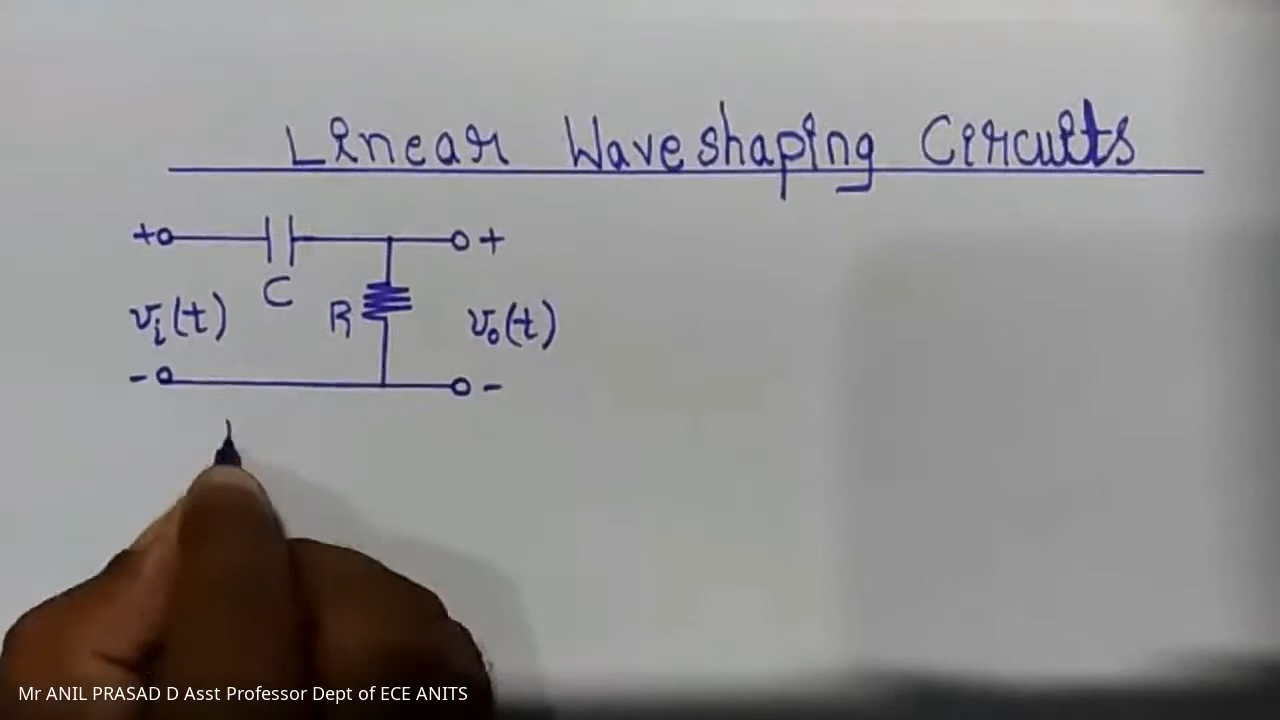 Linear Waveshaping Circuits
+ +
C
vi(t) R vo(t)
- -
Mr ANIL PRASAD D Asst Professor Dept of ECE ANITS